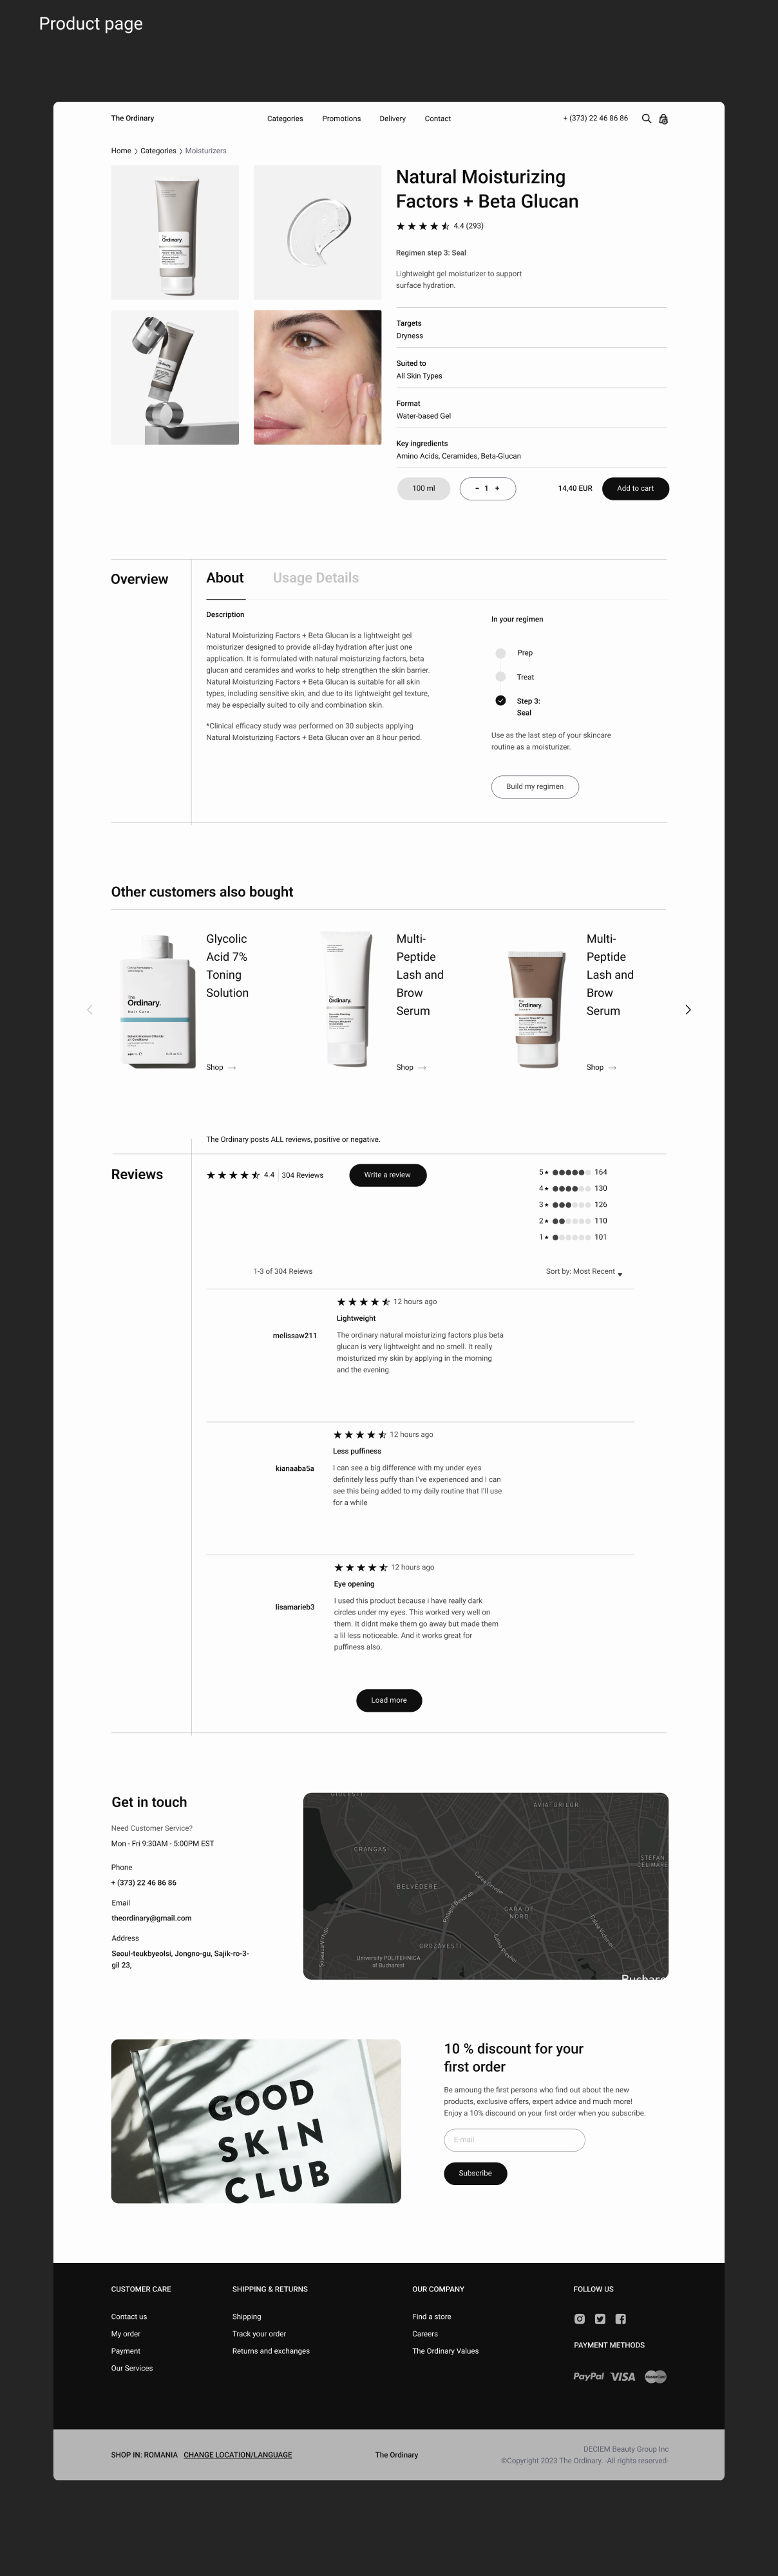 Product page
The Ordinary
Categories
Promotions
Delivery
Contact
+ (373) 22 46 86 86
Home
Categories
Moisturizers
The
Ordinary.
Natural Moisturizing
Factors + Beta Glucan
4.4 (293)
Regimen step 3: Seal
Lightweight gel moisturizer to support
surface hydration.
Targets
Dryness
Suited to
All Skin Types
Format
Water-based Gel
Key ingredients
Amino Acids, Ceramides, Beta-Glucan
100 ml
− 1 +
14,40 EUR
Add to cart
Overview
About
Usage Details
Description
Natural Moisturizing Factors + Beta Glucan is a lightweight gel
moisturizer designed to provide all-day hydration after just one
application. It is formulated with natural moisturizing factors, beta
glucan and ceramides and works to help strengthen the skin barrier.
Natural Moisturizing Factors + Beta Glucan is suitable for all skin
types, including sensitive skin, and due to its lightweight gel texture,
may be especially suited to oily and combination skin.
*Clinical efficacy study was performed on 30 subjects applying
Natural Moisturizing Factors + Beta Glucan over an 8 hour period.
In your regimen
Prep
Treat
Step 3:
Seal
Use as the last step of your skincare
routine as a moisturizer.
Build my regimen
Other customers also bought
The
Ordinary.
Hair Care.
Glycolic
Acid 7%
Toning
Solution
Shop
The
Ordinary.
Multi-
Peptide
Lash and
Brow
Serum
Shop
The
Ordinary.
Multi-
Peptide
Lash and
Brow
Serum
Shop
The Ordinary posts ALL reviews, positive or negative.
Reviews
4.4
304 Reviews
Write a review
5 ★ 164
4 ★ 130
3 ★ 126
2 ★ 110
1 ★ 101
1-3 of 304 Reiews
Sort by: Most Recent
12 hours ago
Lightweight
melissaw211
The ordinary natural moisturizing factors plus beta
glucan is very lightweight and no smell. It really
moisturized my skin by applying in the morning
and the evening.
12 hours ago
Less puffiness
kianaaba5a
I can see a big difference with my under eyes
definitely less puffy than I've experienced and I can
see this being added to my daily routine that I'll use
for a while
12 hours ago
Eye opening
lisamarieb3
I used this product because i have really dark
circles under my eyes. This worked very well on
them. It didnt make them go away but made them
a lil less noticeable. And it works great for
puffiness also.
Load more
Get in touch
Need Customer Service?
Mon - Fri 9:30AM - 5:00PM EST
Phone
+ (373) 22 46 86 86
Email
theordinary@gmail.com
Address
Seoul-teukbyeolsi, Jongno-gu, Sajik-ro-3-
gil 23,
GIULESTI
AVIATORILOR
CRANGASI
STEFAN
CEL MARE
BELVEDERE
GARA DE
NORD
GROZAVESTI
University POLITEHNICA
of Bucharest
GOOD
SKIN
CLUB
10 % discount for your
first order
Be amoung the first persons who find out about the new
products, exclusive offers, expert advice and much more!
Enjoy a 10% discound on your first order when you subscribe.
E-mail
Subscribe
CUSTOMER CARE
Contact us
My order
Payment
Our Services
SHIPPING & RETURNS
Shipping
Track your order
Returns and exchanges
OUR COMPANY
Find a store
Careers
The Ordinary Values
FOLLOW US
PAYMENT METHODS
PayPal
VISA
MasterCard
SHOP IN: ROMANIA
CHANGE LOCATION/LANGUAGE
The Ordinary
DECIEM Beauty Group Inc
©Copyright 2023 The Ordinary. -All rights reserved-